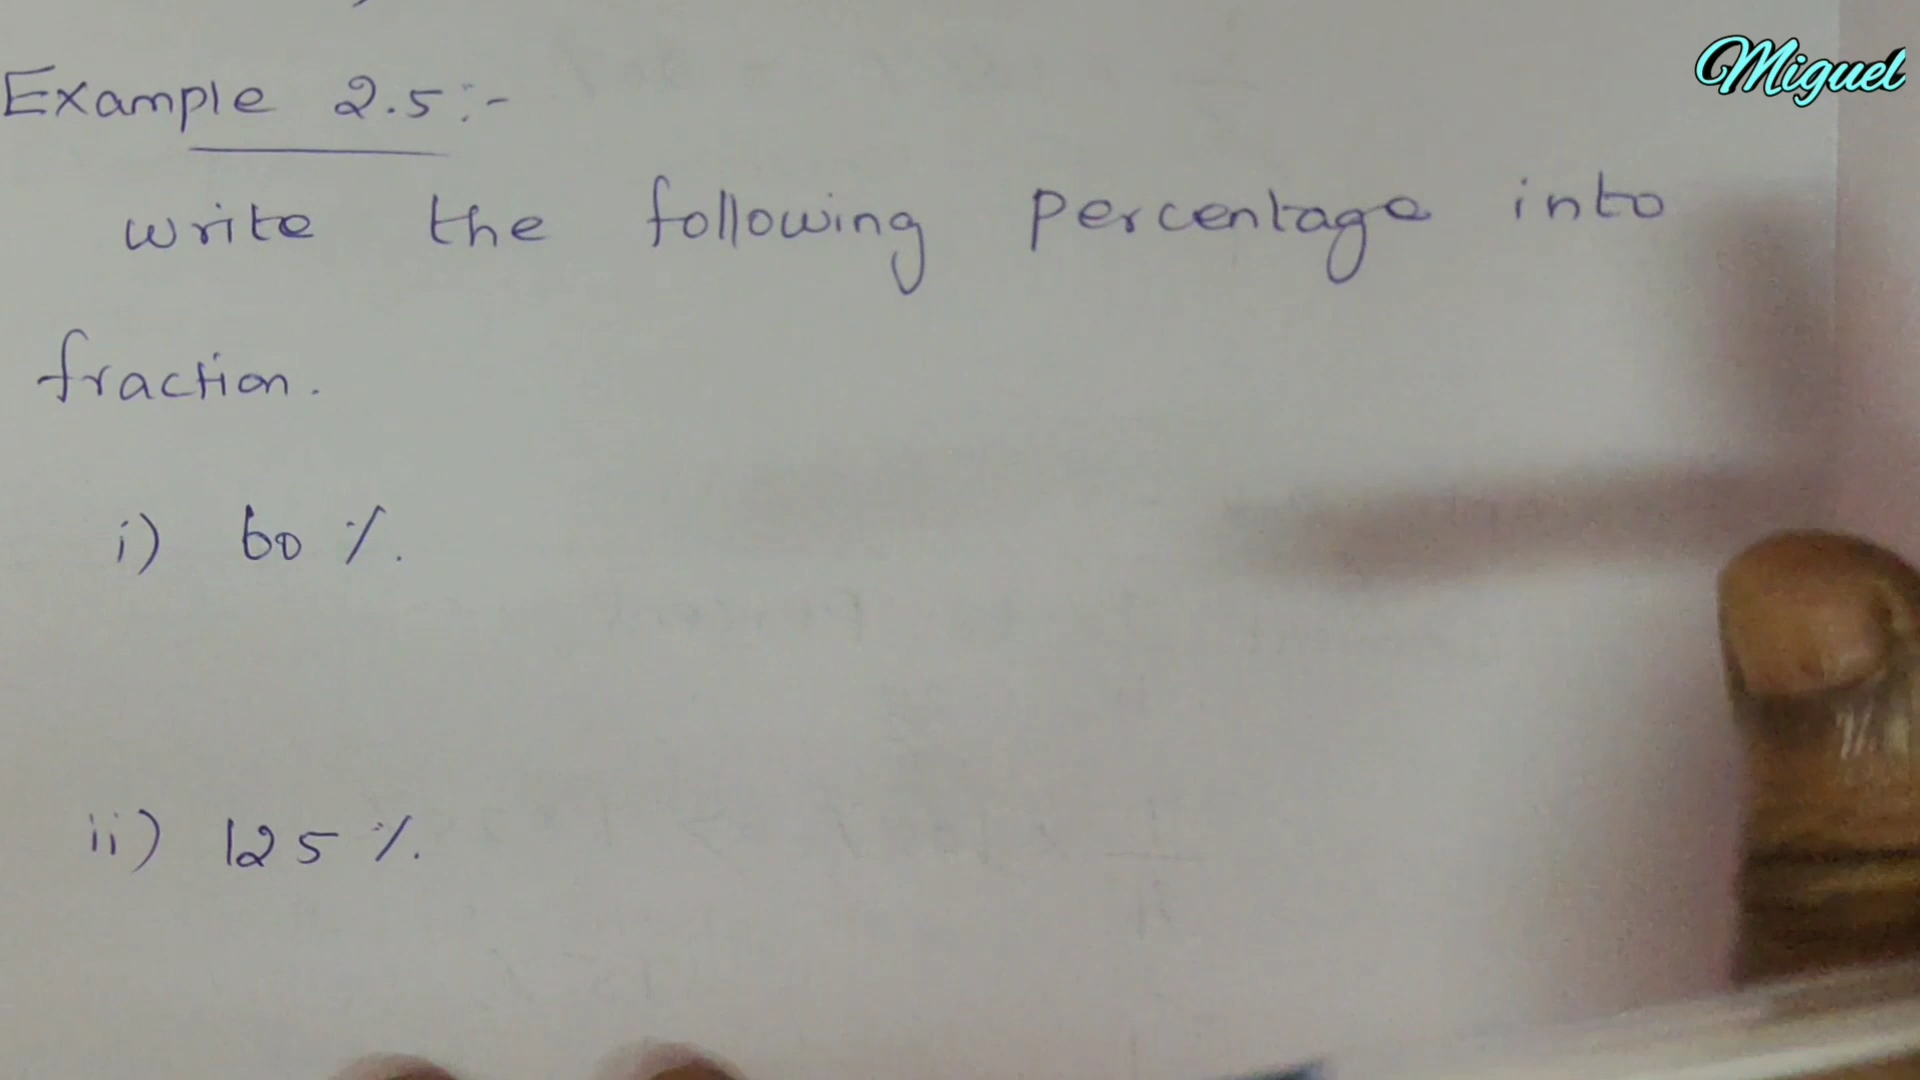 Miguel
Example 2.5:-
write the following percentage into
fraction.
i) 60 %.
ii) 125 %.